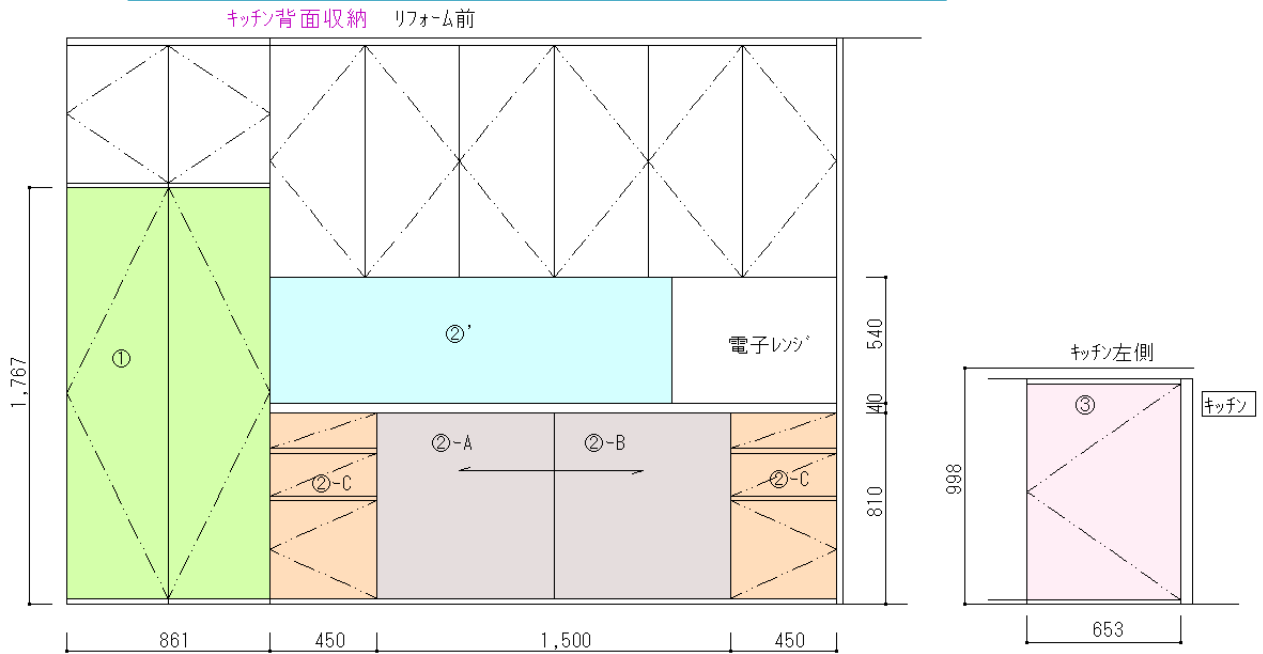 キッチン背面収納 リフォーム前
②'
電子レンジ
540
①
キッチン左側
1,767
40
③
キッチン
②-A
②-B
②-C
②-C
998
810
861
450
1,500
450
653